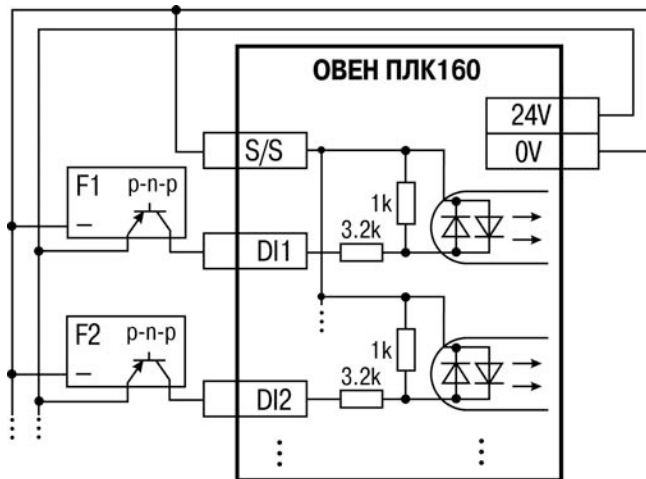 ОВЕН ПЛК160
24V
0V
S/S
F1 p-n-p
–
1k
3.2k
DI1
F2 p-n-p
–
1k
3.2k
DI2